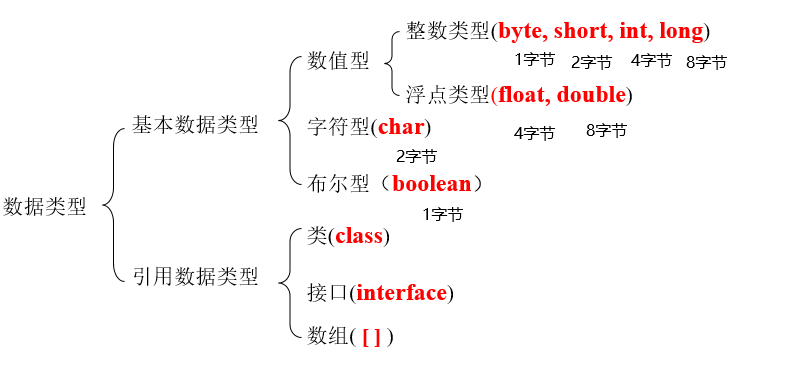 整数类型(byte, short, int, long)
数值型
1字节 2字节 4字节 8字节
浮点类型(float, double)
基本数据类型
字符型(char)
4字节 8字节
2字节
布尔型（boolean）
数据类型
1字节
类(class)
引用数据类型
接口(interface)
数组( [ ] )